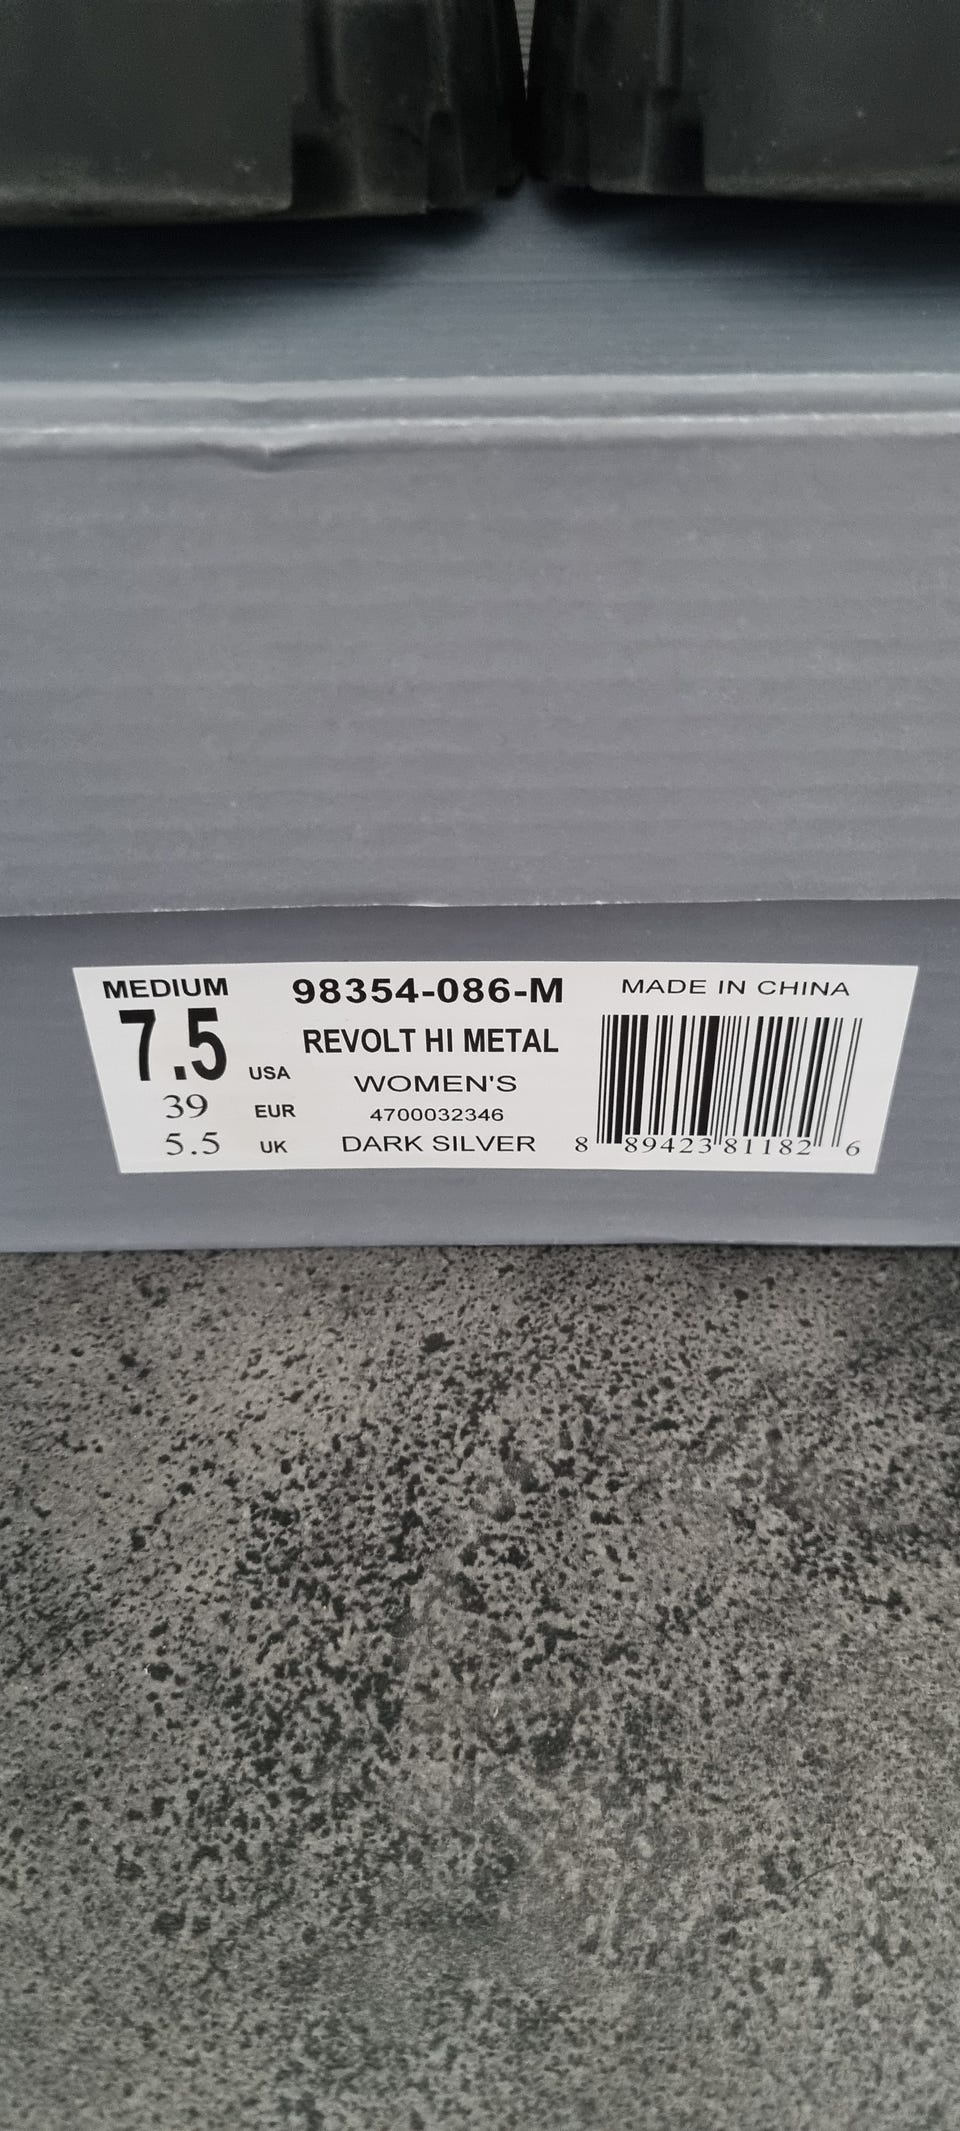 MEDIUM
7.5 USA
39 EUR
5.5 UK
98354-086-M
REVOLT HI METAL
WOMEN'S
4700032346
DARK SILVER
MADE IN CHINA
8 89423 81182 6